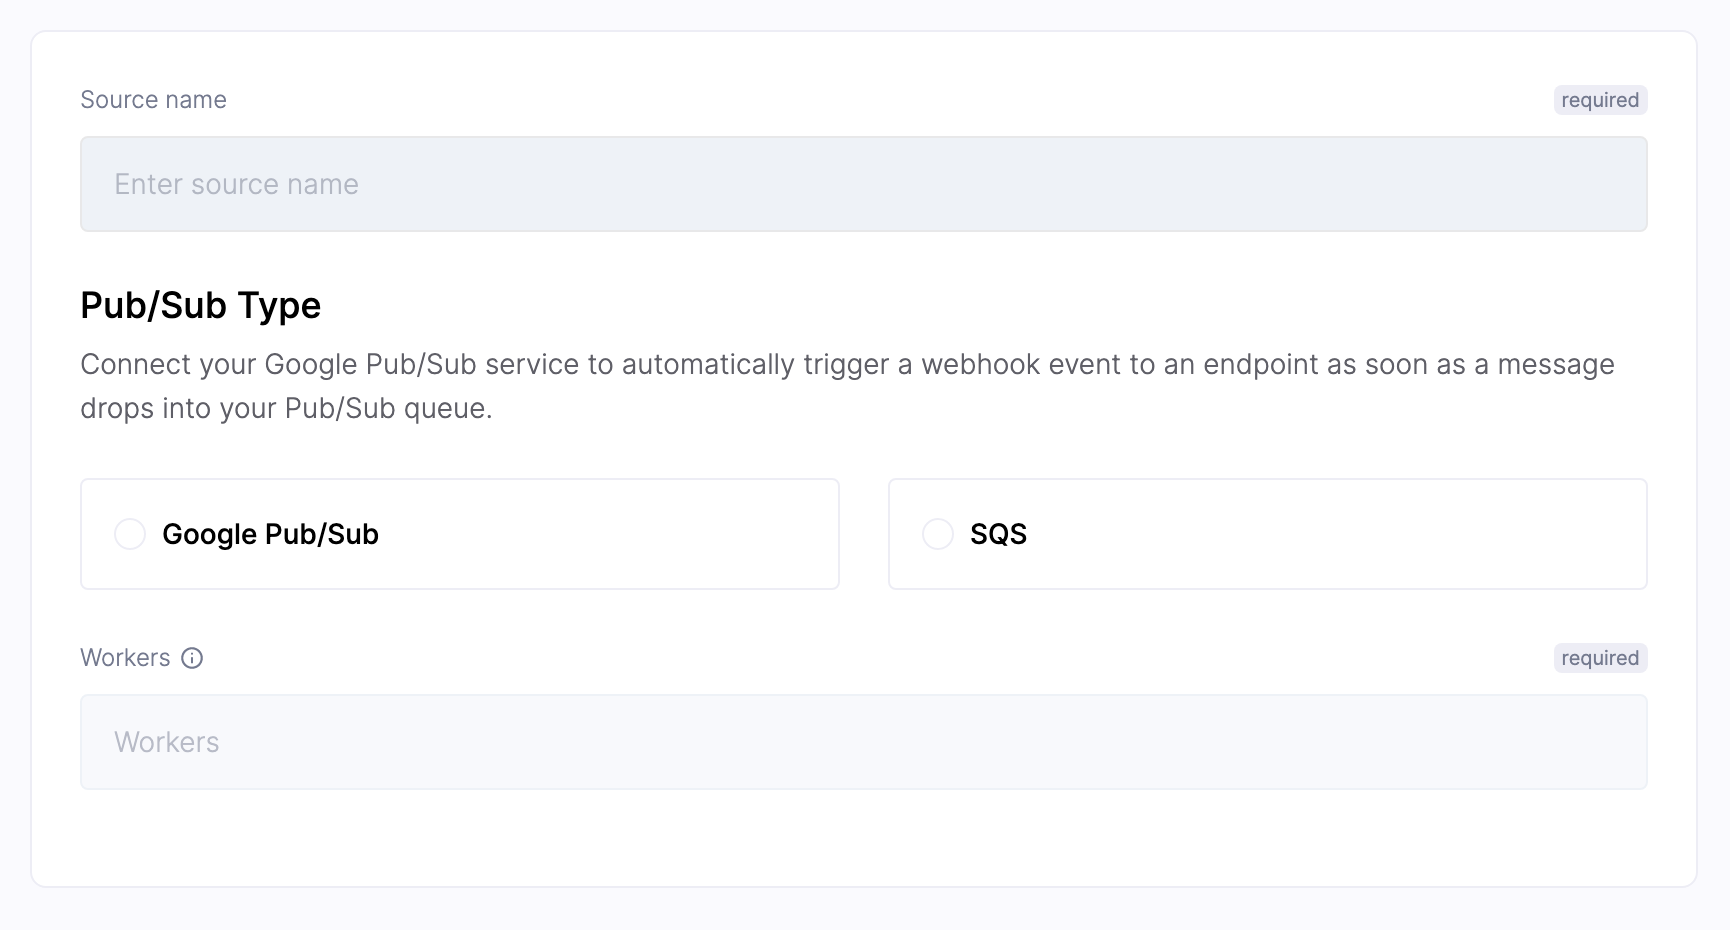 Source name
required
Enter source name
Pub/Sub Type
Connect your Google Pub/Sub service to automatically trigger a webhook event to an endpoint as soon as a message
drops into your Pub/Sub queue.
Google Pub/Sub
SQS
Workers
required
Workers